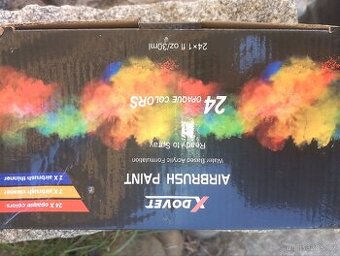 XDOVET
AIRBRUSH PAINT
Water Based Acrylic Formulation
Ready to Spray
24 OPAQUE COLORS
24×1 fl oz/30ml
24 X opaque colors
2 X airbrush cleaner
2 X airbrush thinner